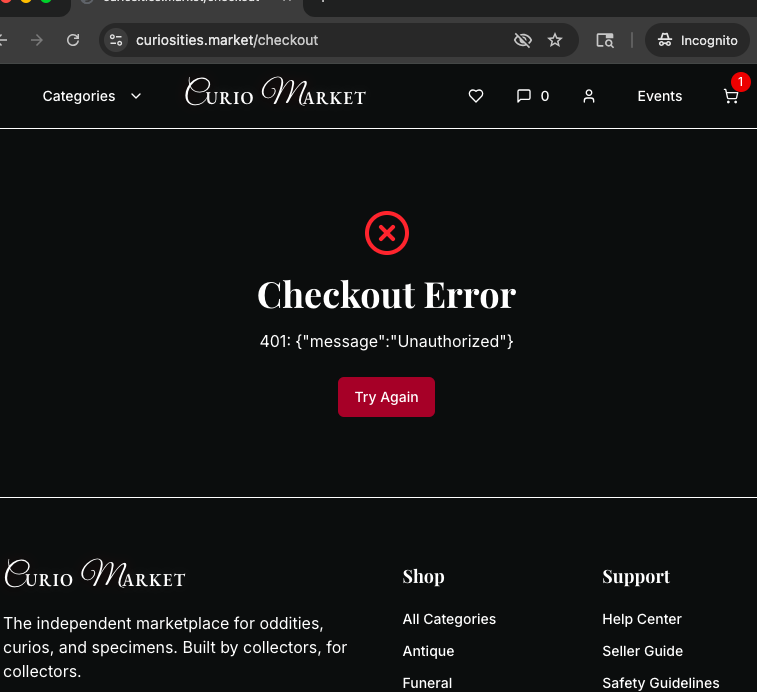 curiosities.market/checkout
Incognito
Categories
Curio Market
0
Events
1
Checkout Error
401: {"message":"Unauthorized"}
Try Again
Curio Market
The independent marketplace for oddities,
curios, and specimens. Built by collectors, for
collectors.
Shop
All Categories
Antique
Funeral
Support
Help Center
Seller Guide
Safety Guidelines